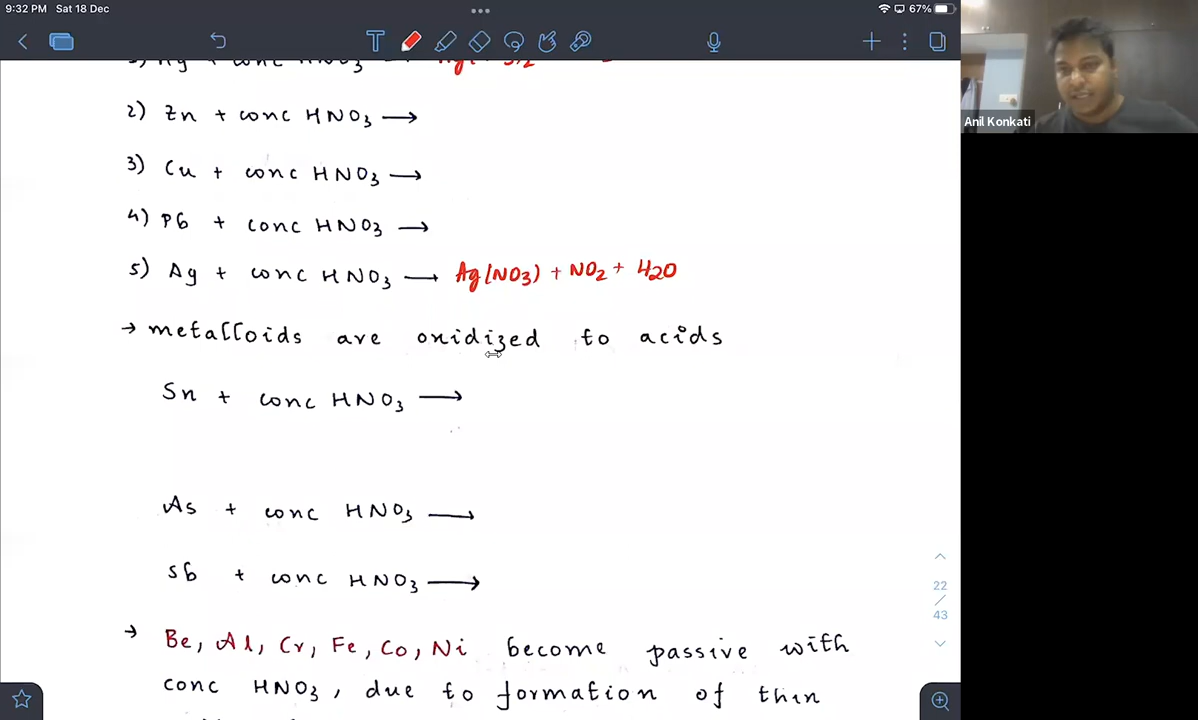 9:32 PM Sat 18 Dec
67%
Anil Konkati
2) Zn + conc HNO3 →
3) Cu + conc HNO3 →
4) Pb + conc HNO3 →
5) Ag + conc HNO3 → Ag(NO3) + NO2 + H2O
→ metalloids are oxidized to acids
Sn + conc HNO3 →
As + conc HNO3 →
Sb + conc HNO3 →
→ Be, Al, Cr, Fe, Co, Ni become passive with
conc HNO3, due to formation of thin
22
/
43